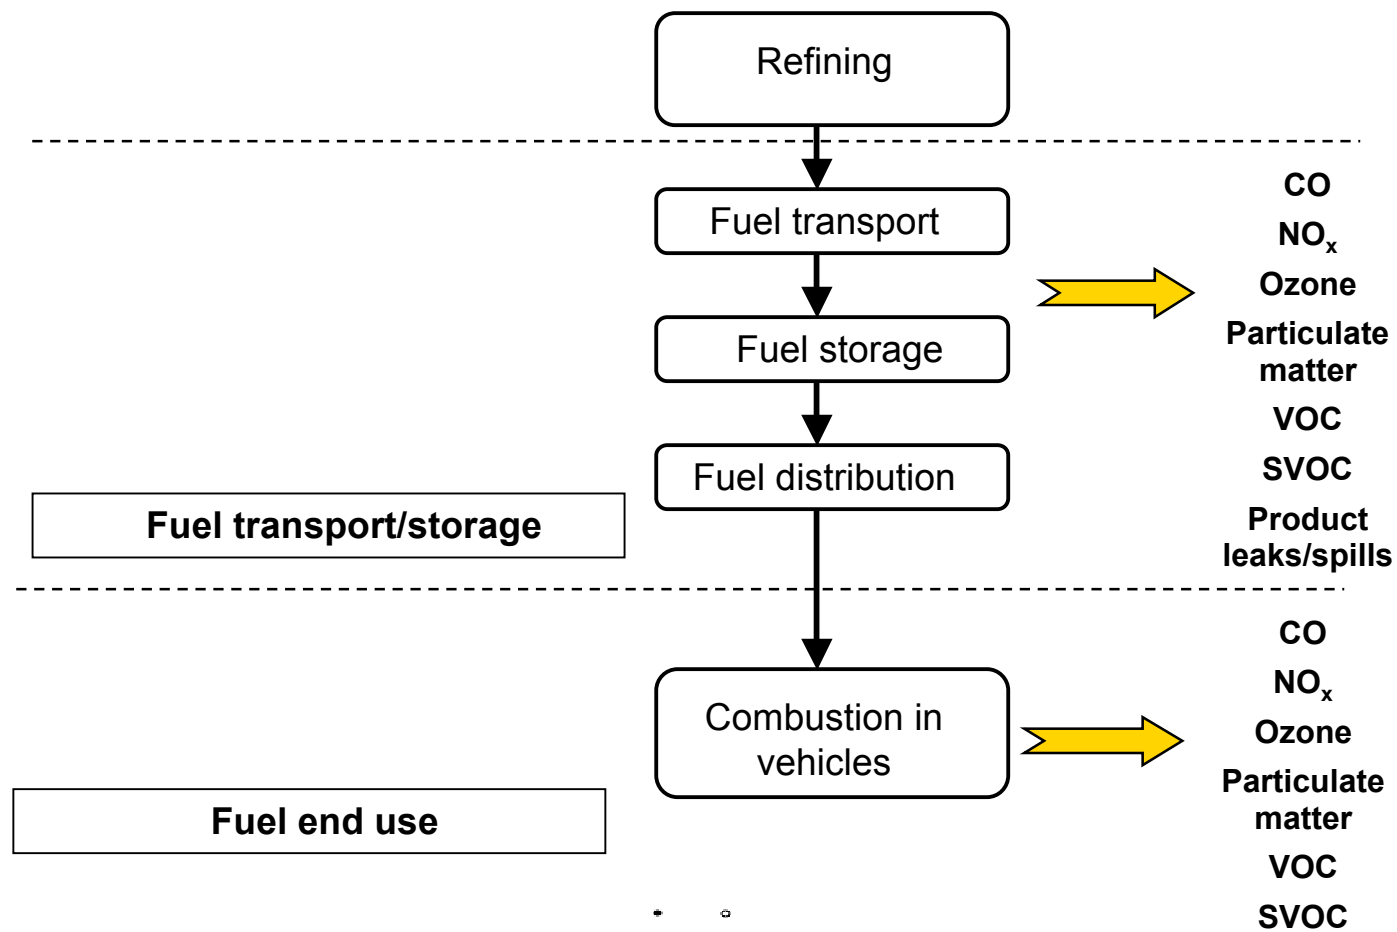 Refining
CO
Fuel transport
NOx
Ozone
Particulate
matter
Fuel storage
VOC
SVOC
Fuel distribution
Product
leaks/spills
Fuel transport/storage
CO
NOx
Combustion in
vehicles
Ozone
Particulate
matter
Fuel end use
VOC
SVOC